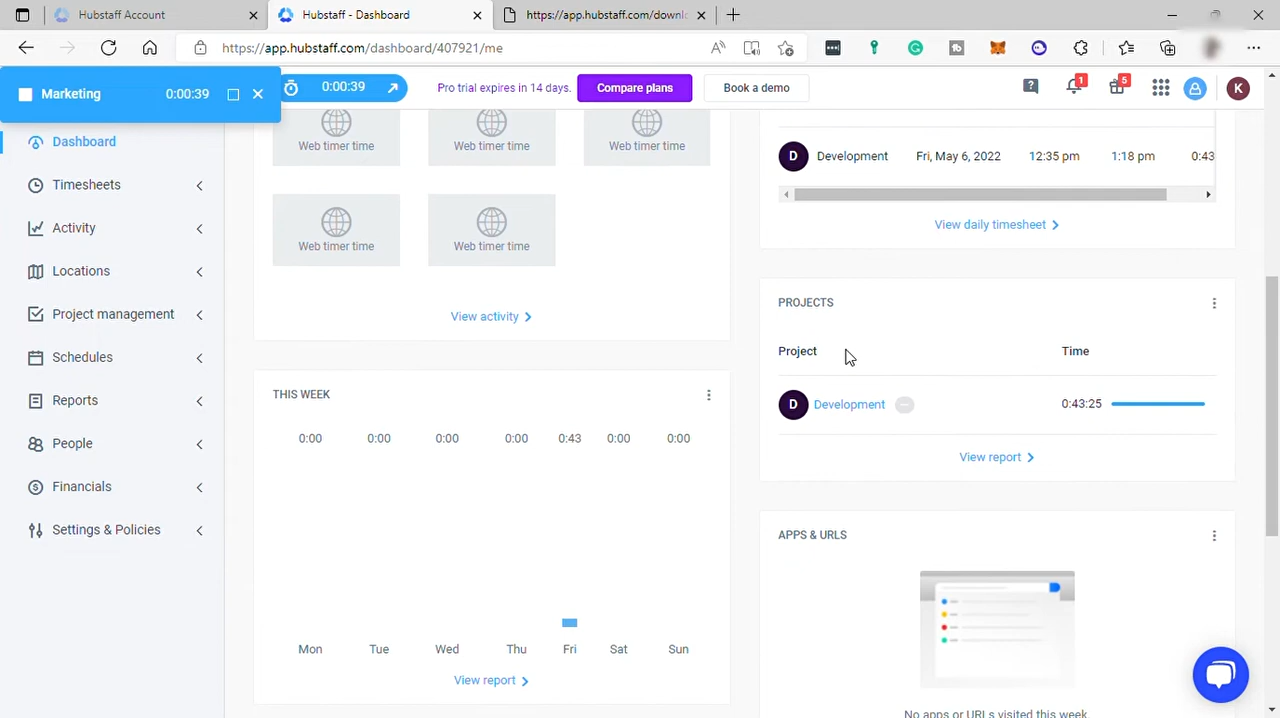 Hubstaff Account
Hubstaff - Dashboard
https://app.hubstaff.com/downl
https://app.hubstaff.com/dashboard/407921/me
Marketing 0:00:39
0:00:39
Pro trial expires in 14 days.
Compare plans
Book a demo
1
5
K
Dashboard
Timesheets
Activity
Locations
Project management
Schedules
Reports
People
Financials
Settings & Policies
Web timer time
Web timer time
Web timer time
Web timer time
Web timer time
View activity
THIS WEEK
0:00 0:00 0:00 0:00 0:43 0:00 0:00
Mon Tue Wed Thu Fri Sat Sun
View report
D Development Fri, May 6, 2022 12:35 pm 1:18 pm 0:43
View daily timesheet
PROJECTS
Project Time
D Development 0:43:25
View report
APPS & URLS
No apps or URLs visited this week.